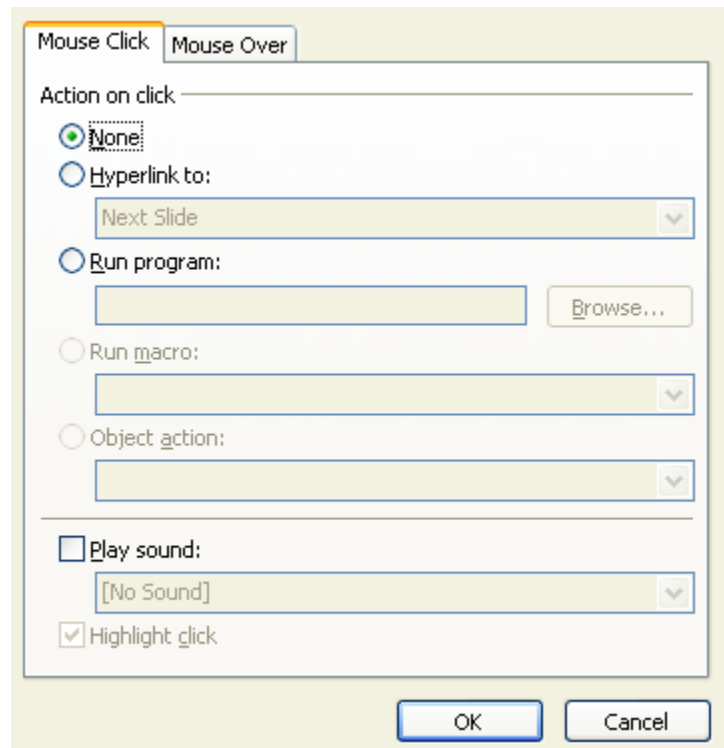 Mouse Click Mouse Over
Action on click
None
Hyperlink to:
Next Slide
Run program:
Browse...
Run macro:
Object action:
Play sound:
[No Sound]
Highlight click
OK Cancel